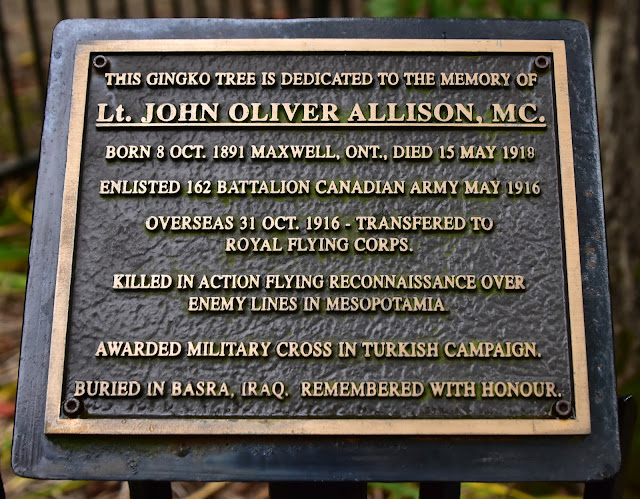 THIS GINGKO TREE IS DEDICATED TO THE MEMORY OF
Lt. JOHN OLIVER ALLISON, MC.
BORN 8 OCT. 1891 MAXWELL, ONT., DIED 15 MAY 1918
ENLISTED 162 BATTALION CANADIAN ARMY MAY 1916
OVERSEAS 31 OCT. 1916 - TRANSFERED TO
ROYAL FLYING CORPS.
KILLED IN ACTION FLYING RECONNAISSANCE OVER
ENEMY LINES IN MESOPOTAMIA.
AWARDED MILITARY CROSS IN TURKISH CAMPAIGN.
BURIED IN BASRA, IRAQ. REMEMBERED WITH HONOUR.